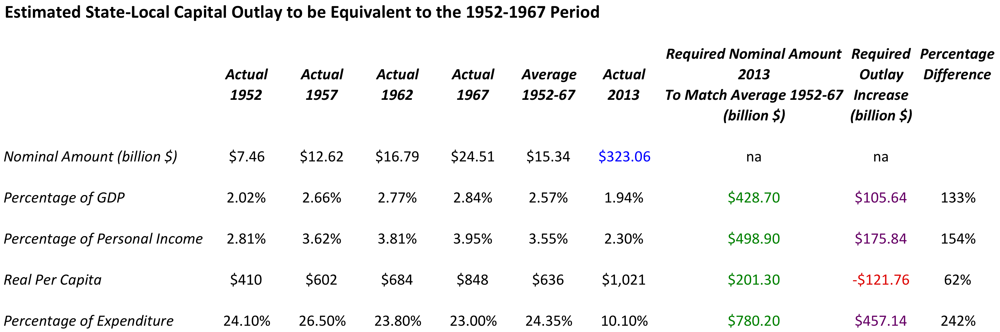 Estimated State-Local Capital Outlay to be Equivalent to the 1952-1967 Period
Required Nominal Amount Required Percentage
Actual Actual Actual Actual Average Actual 2013 Outlay Difference
1952 1957 1962 1967 1952-67 2013 To Match Average 1952-67 Increase
(billion $) (billion $)
Nominal Amount (billion $) $7.46 $12.62 $16.79 $24.51 $15.34 $323.06 na na
Percentage of GDP 2.02% 2.66% 2.77% 2.84% 2.57% 1.94% $428.70 $105.64 133%
Percentage of Personal Income 2.81% 3.62% 3.81% 3.95% 3.55% 2.30% $498.90 $175.84 154%
Real Per Capita $410 $602 $684 $848 $636 $1,021 $201.30 -$121.76 62%
Percentage of Expenditure 24.10% 26.50% 23.80% 23.00% 24.35% 10.10% $780.20 $457.14 242%